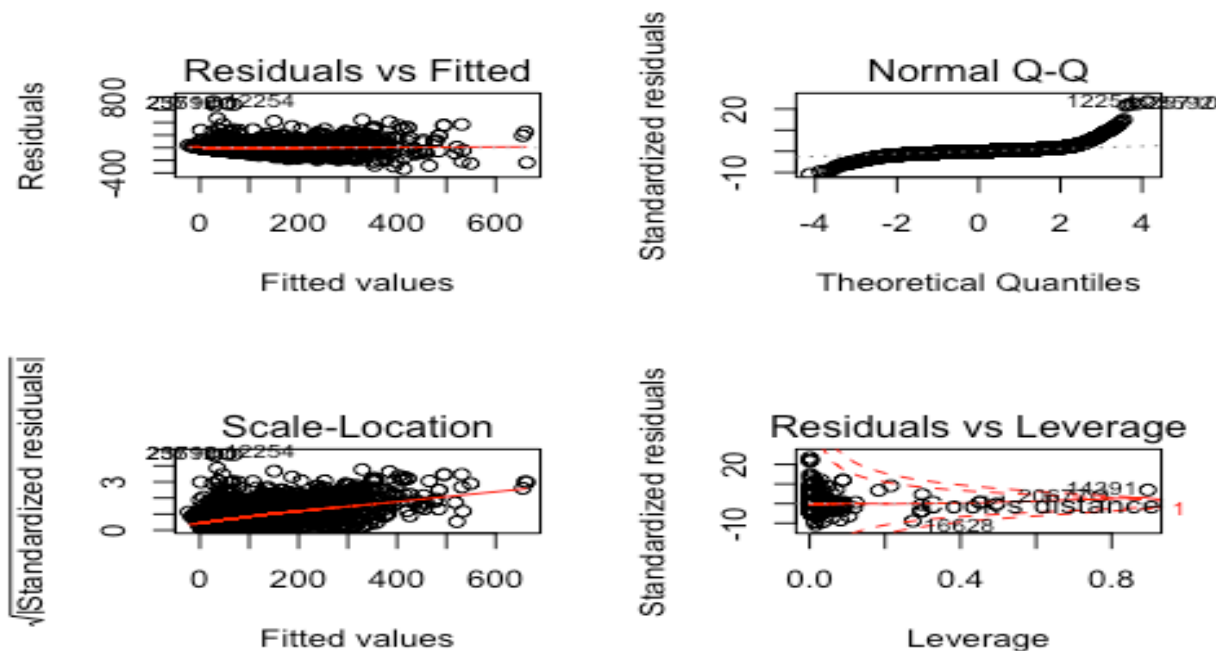 Residuals vs Fitted
Residuals
800
-400
12254
0 200 400 600
Fitted values
Normal Q-Q
Standardized residuals
20
-10
-4 -2 0 2 4
Theoretical Quantiles
Scale-Location
√|Standardized residuals|
3
0
12254
0 200 400 600
Fitted values
Residuals vs Leverage
Standardized residuals
20
-10
14391
Cook's distance
16628
1
0.0 0.4 0.8
Leverage